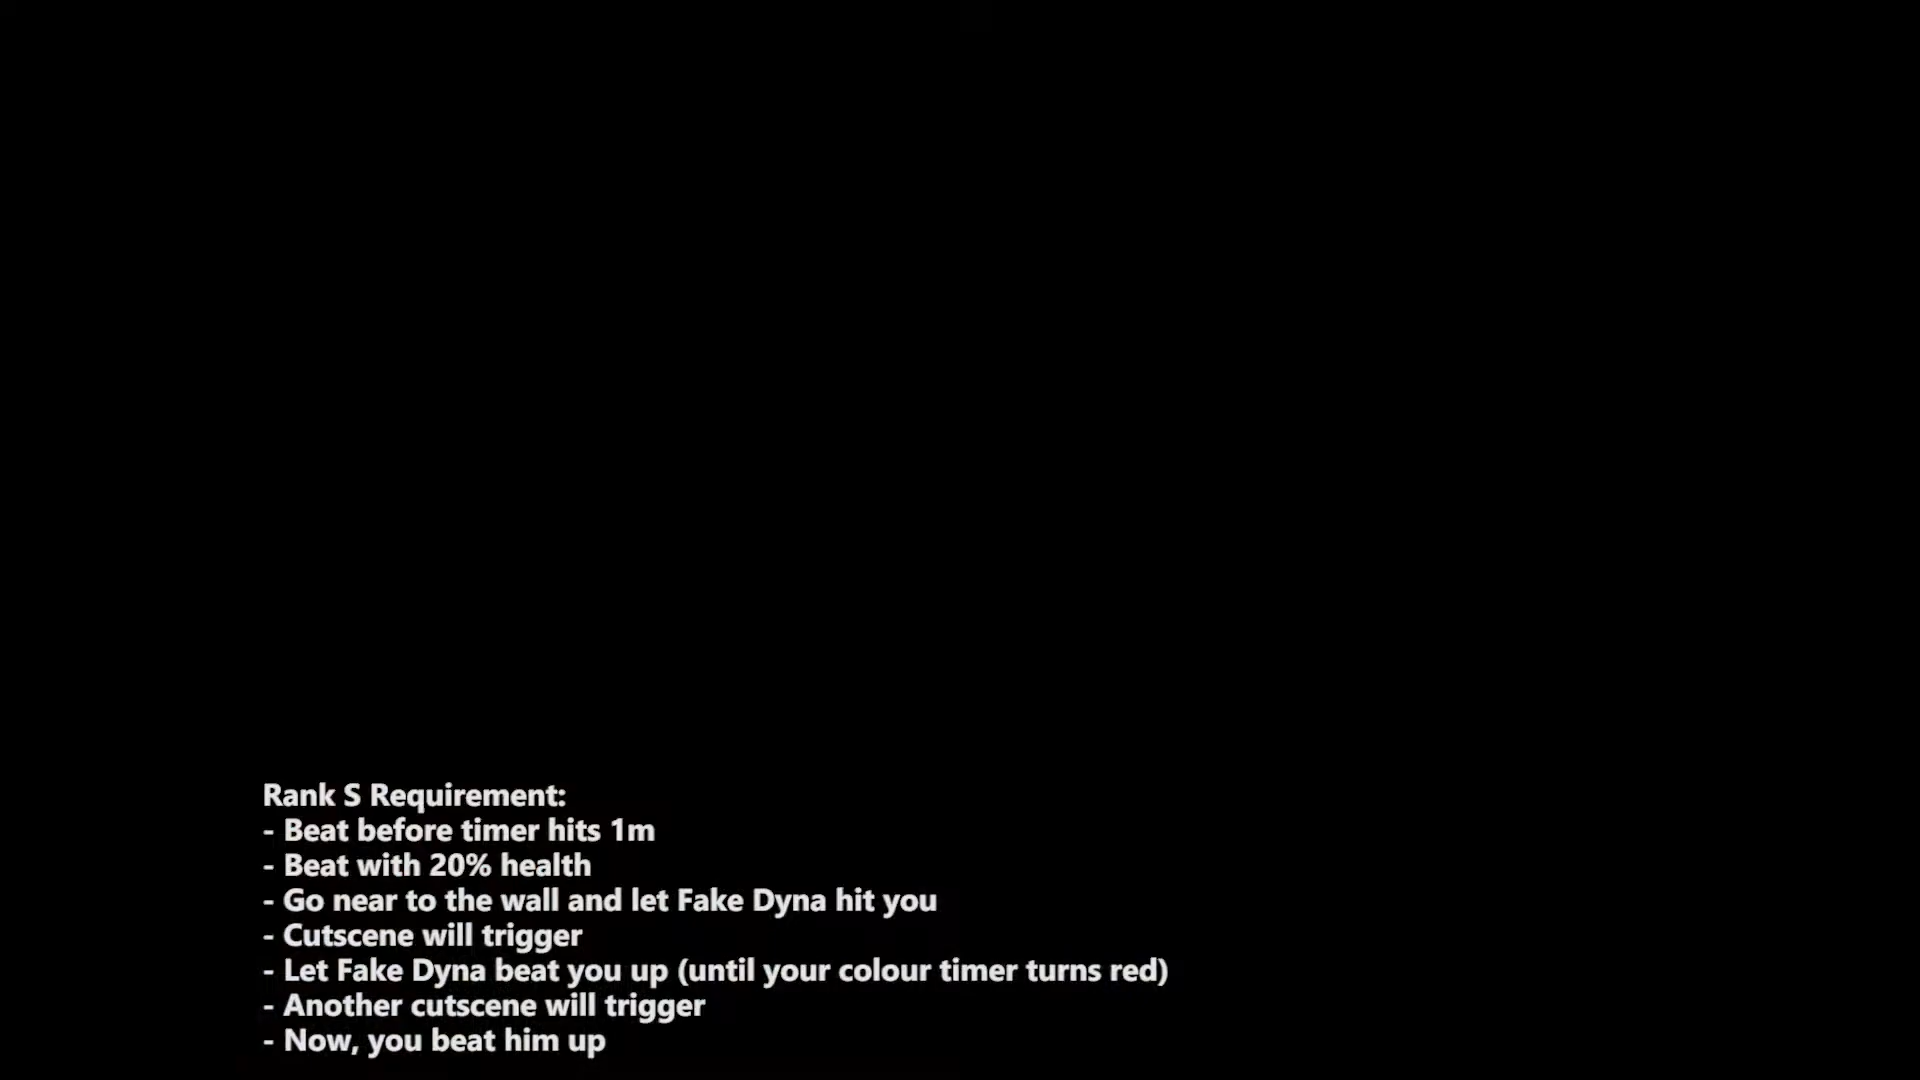 Rank S Requirement:
- Beat before timer hits 1m
- Beat with 20% health
- Go near to the wall and let Fake Dyna hit you
- Cutscene will trigger
- Let Fake Dyna beat you up (until your colour timer turns red)
- Another cutscene will trigger
- Now, you beat him up